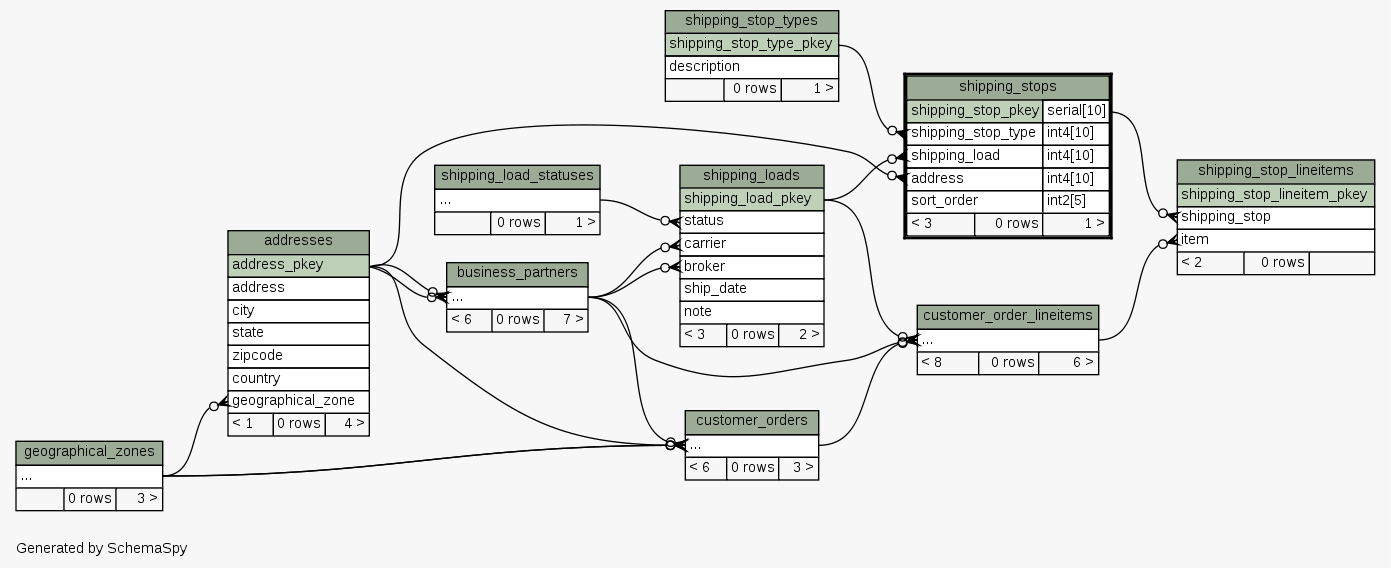 shipping_stop_types
shipping_stop_type_pkey
description
0 rows 1 >
shipping_stops
shipping_stop_pkey serial[10]
shipping_stop_type int4[10]
shipping_load int4[10]
address int4[10]
sort_order int2[5]
< 3 0 rows 1 >
shipping_stop_lineitems
shipping_stop_lineitem_pkey
shipping_stop
item
< 2 0 rows
shipping_load_statuses
...
0 rows 1 >
shipping_loads
shipping_load_pkey
status
carrier
broker
ship_date
note
< 3 0 rows 2 >
addresses
address_pkey
address
city
state
zipcode
country
geographical_zone
< 1 0 rows 4 >
business_partners
...
< 6 0 rows 7 >
customer_order_lineitems
...
< 8 0 rows 6 >
customer_orders
...
< 6 0 rows 3 >
geographical_zones
...
0 rows 3 >
Generated by SchemaSpy